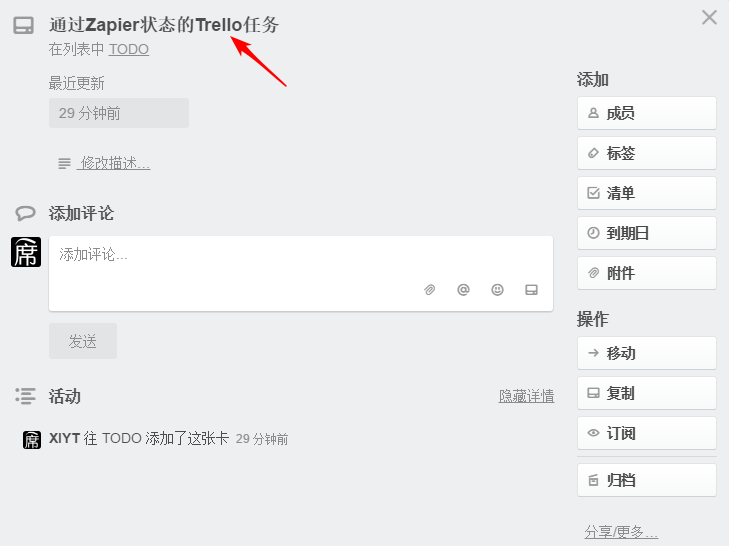 通过Zapier状态的Trello任务
在列表中 TODO
最近更新
29 分钟前
修改描述…
添加评论
席
添加评论...
发送
活动
隐藏详情
席
XIYT 往 TODO 添加了这张卡 29 分钟前
添加
成员
标签
清单
到期日
附件
操作
移动
复制
订阅
归档
分享/更多…